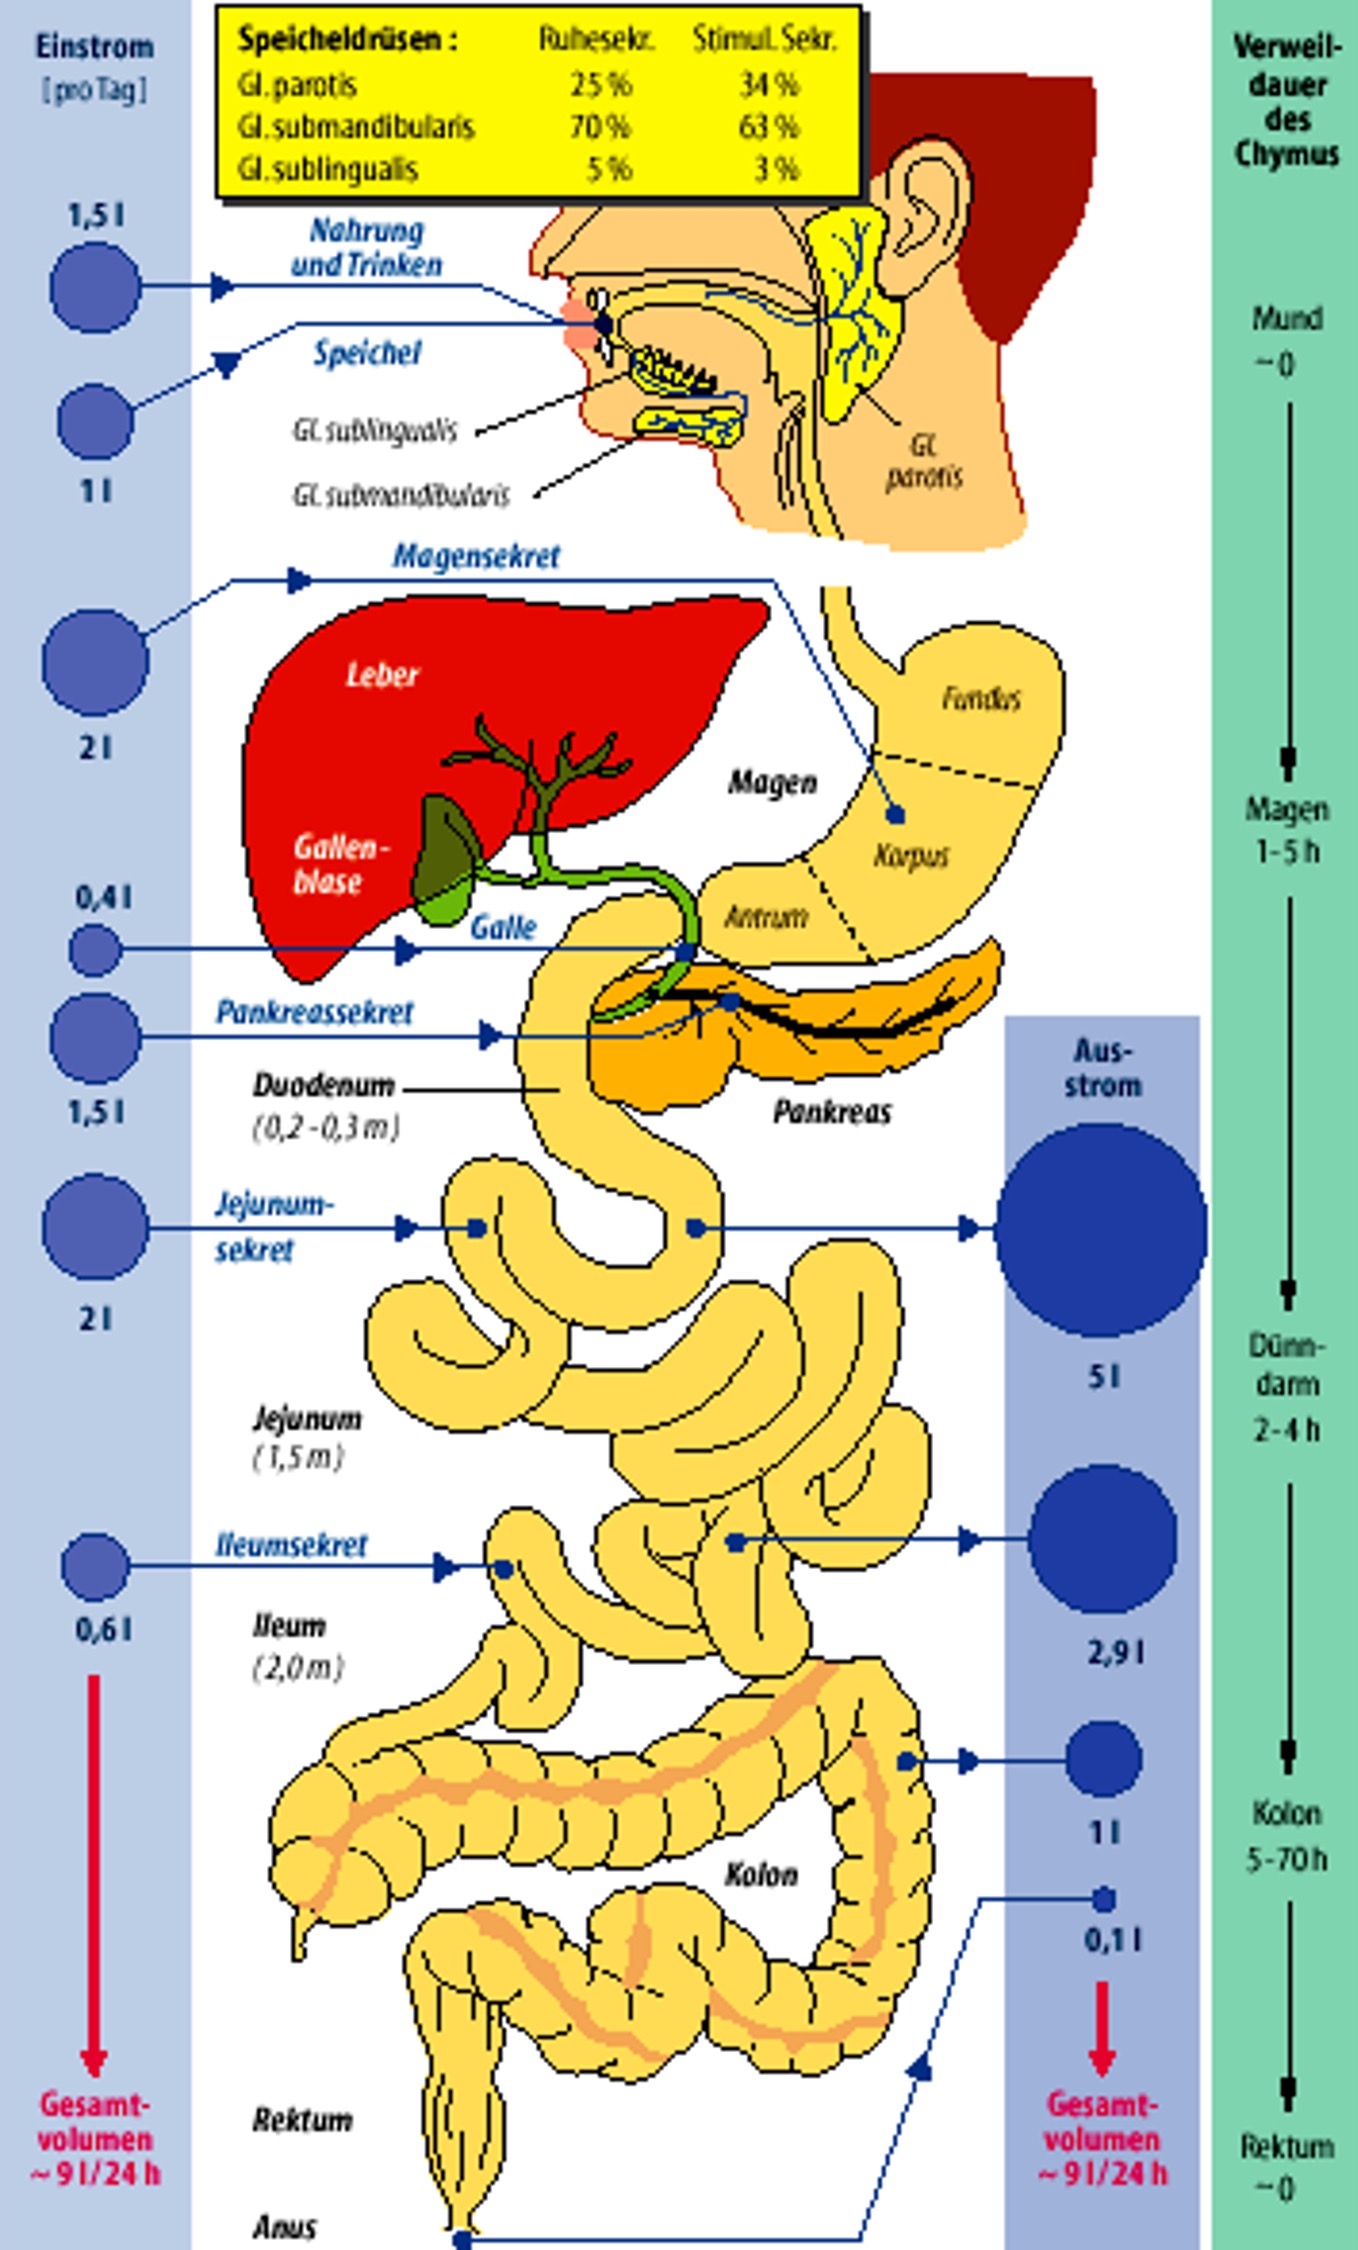 Einstrom
[pro Tag]
Speicheldrüsen : Ruhesekr. Stimul. Sekr.
Gl. parotis 25 % 34 %
Gl. submandibularis 70 % 63 %
Gl. sublingualis 5 % 3 %
Verweil-
dauer
des
Chymus
1,5 l
Nahrung
und Trinken
Speichel
1 l
Gl. sublingualis
Gl. submandibularis
Gl.
parotis
Mund
~0
Magensekret
2 l
Leber
Fundus
Magen
Korpus
Antrum
Gallen-
blase
Magen
1-5 h
0,4 l
Galle
Pankreassekret
1,5 l
Duodenum
(0,2-0,3 m)
Pankreas
Aus-
strom
Jejunum-
sekret
2 l
5 l
Dünn-
darm
2-4 h
Jejunum
(1,5 m)
Ileumsekret
0,6 l
Ileum
(2,0 m)
2,9 l
1 l
Kolon
Kolon
5-70 h
0,1 l
Gesamt-
volumen
~ 9 l/24 h
Rektum
Anus
Gesamt-
volumen
~ 9 l/24 h
Rektum
~0